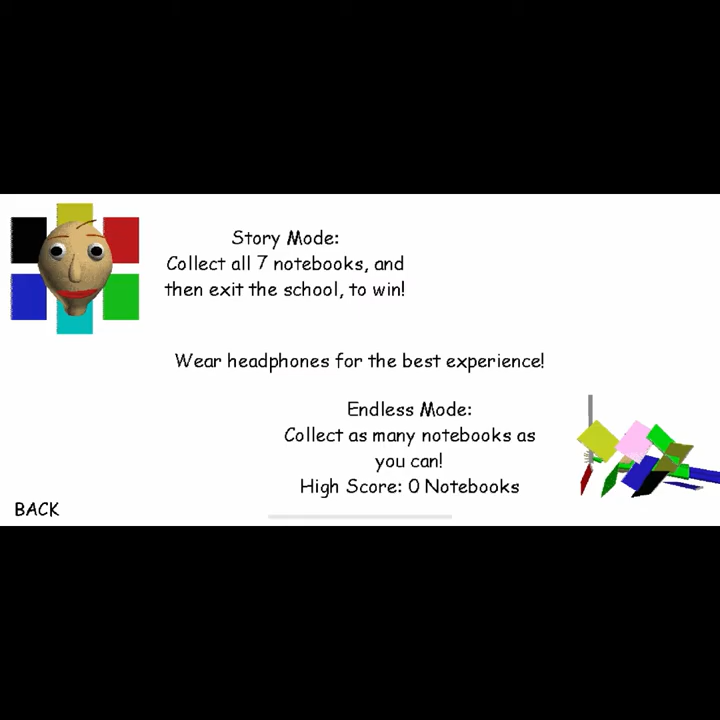 Story Mode:
Collect all 7 notebooks, and
then exit the school, to win!
Wear headphones for the best experience!
Endless Mode:
Collect as many notebooks as
you can!
High Score: 0 Notebooks
BACK